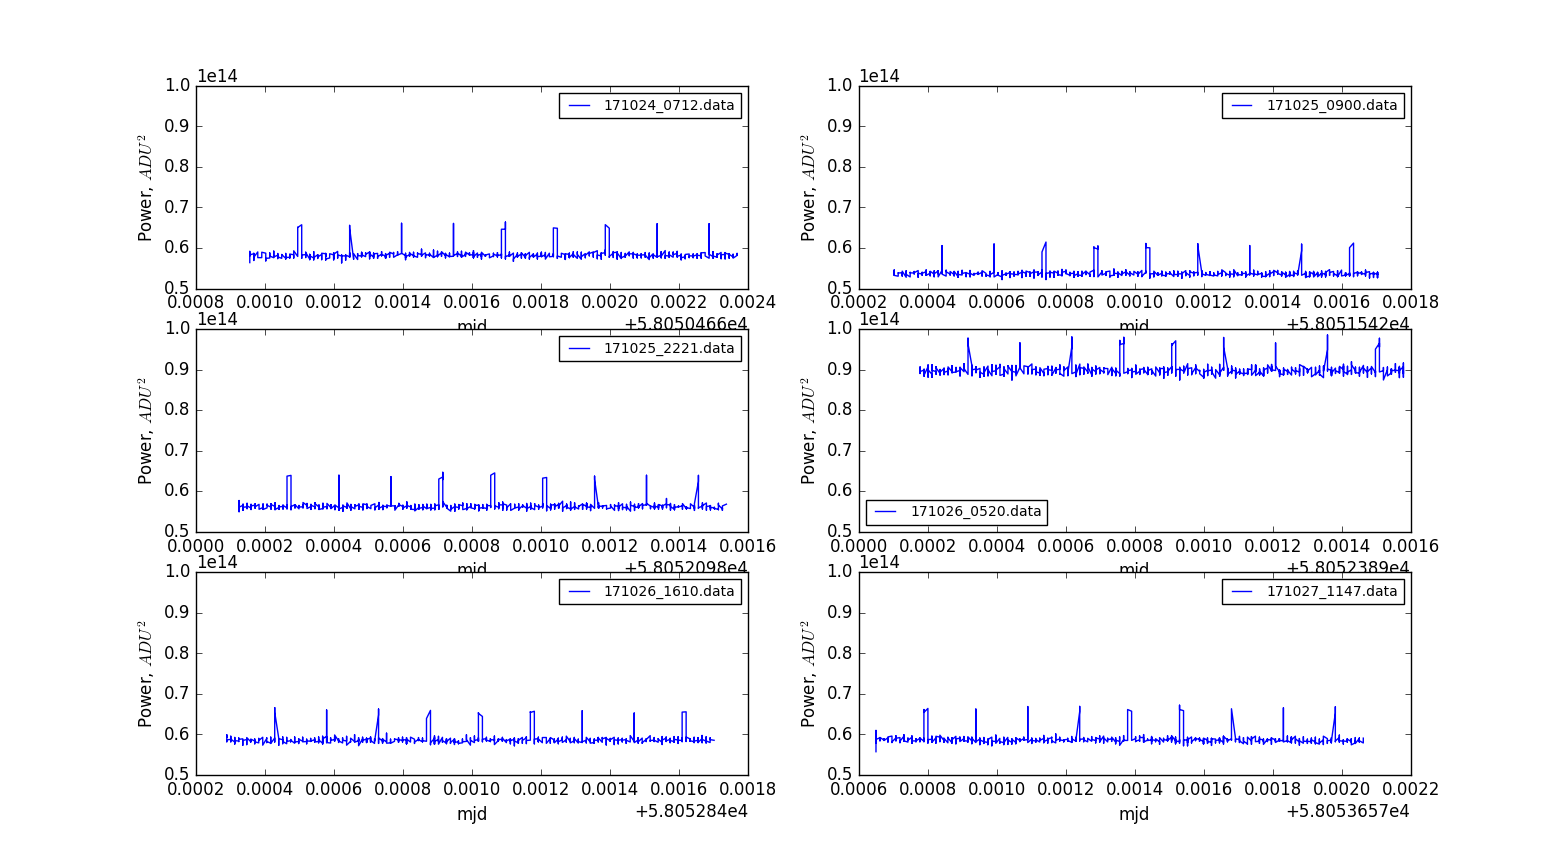 1e14
171024_0712.data
Power, ADU²
1.0
0.9
0.8
0.7
0.6
0.5
0.0008 0.0010 0.0012 0.0014 0.0016 0.0018 0.0020 0.0022 0.0024
mjd
+5.8050466e4
1e14
171025_0900.data
Power, ADU²
1.0
0.9
0.8
0.7
0.6
0.5
0.0002 0.0004 0.0006 0.0008 0.0010 0.0012 0.0014 0.0016 0.0018
mjd
+5.8051542e4
1e14
171025_2221.data
Power, ADU²
1.0
0.9
0.8
0.7
0.6
0.5
0.0000 0.0002 0.0004 0.0006 0.0008 0.0010 0.0012 0.0014 0.0016
mjd
+5.8052098e4
1e14
171026_0520.data
Power, ADU²
1.0
0.9
0.8
0.7
0.6
0.5
0.0000 0.0002 0.0004 0.0006 0.0008 0.0010 0.0012 0.0014 0.0016
mjd
+5.8052389e4
1e14
171026_1610.data
Power, ADU²
1.0
0.9
0.8
0.7
0.6
0.5
0.0002 0.0004 0.0006 0.0008 0.0010 0.0012 0.0014 0.0016 0.0018
mjd
+5.805284e4
1e14
171027_1147.data
Power, ADU²
1.0
0.9
0.8
0.7
0.6
0.5
0.0006 0.0008 0.0010 0.0012 0.0014 0.0016 0.0018 0.0020 0.0022
mjd
+5.8053657e4